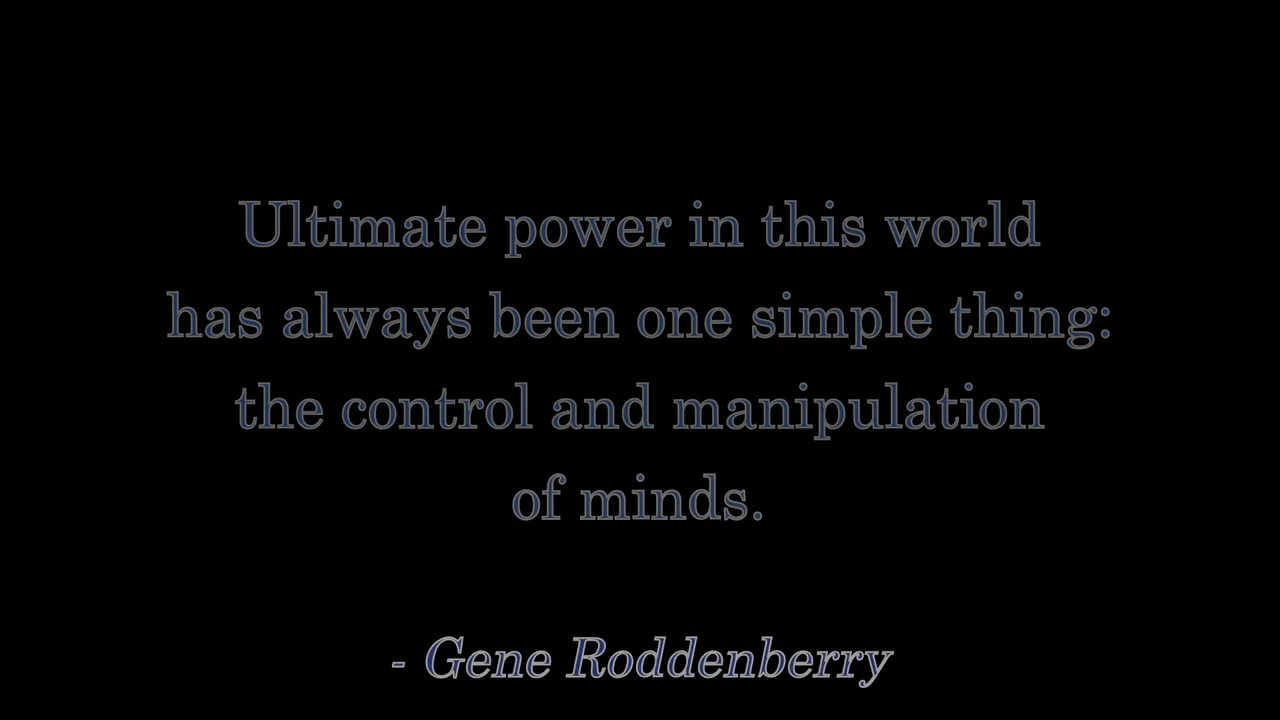 Ultimate power in this world
has always been one simple thing:
the control and manipulation
of minds.
- Gene Roddenberry